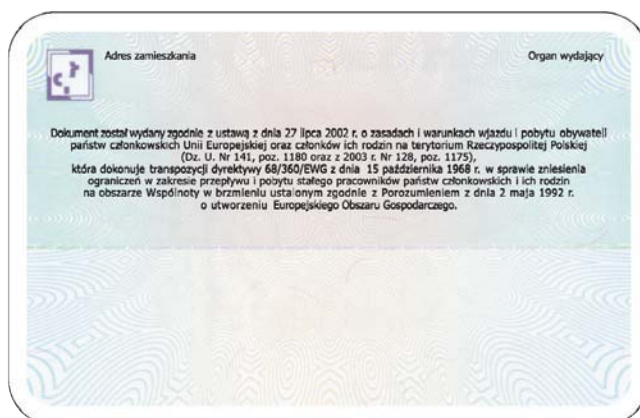 Adres zamieszkania
Organ wydający
Dokument został wydany zgodnie z ustawą z dnia 27 lipca 2002 r. o zasadach i warunkach wjazdu i pobytu obywateli
państw członkowskich Unii Europejskiej oraz członków ich rodzin na terytorium Rzeczypospolitej Polskiej
(Dz. U. Nr 141, poz. 1180 oraz z 2003 r. Nr 128, poz. 1175),
która dokonuje transpozycji dyrektywy 68/360/EWG z dnia 15 października 1968 r. w sprawie zniesienia
ograniczeń w zakresie przepływu i pobytu stałego pracowników państw członkowskich i ich rodzin
na obszarze Wspólnoty w brzmieniu ustalonym zgodnie z Porozumieniem z dnia 2 maja 1992 r.
o utworzeniu Europejskiego Obszaru Gospodarczego.